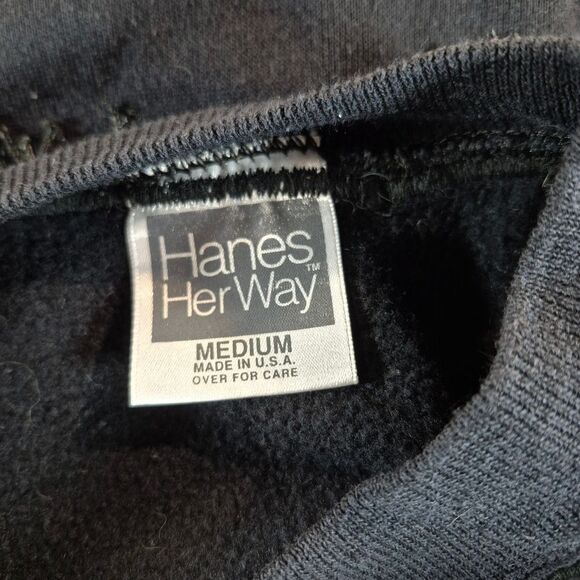 Hanes
Her Way™
MEDIUM
MADE IN U.S.A.
OVER FOR CARE